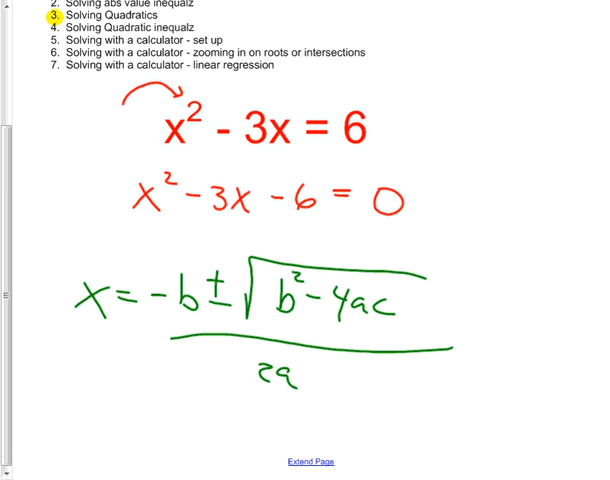 2. Solving abs value inequalz
3. Solving Quadratics
4. Solving Quadratic inequalz
5. Solving with a calculator - set up
6. Solving with a calculator - zooming in on roots or intersections
7. Solving with a calculator - linear regression
x² - 3x = 6
x² - 3x - 6 = 0
x = -b ± √b² - 4ac
2a
Extend Page